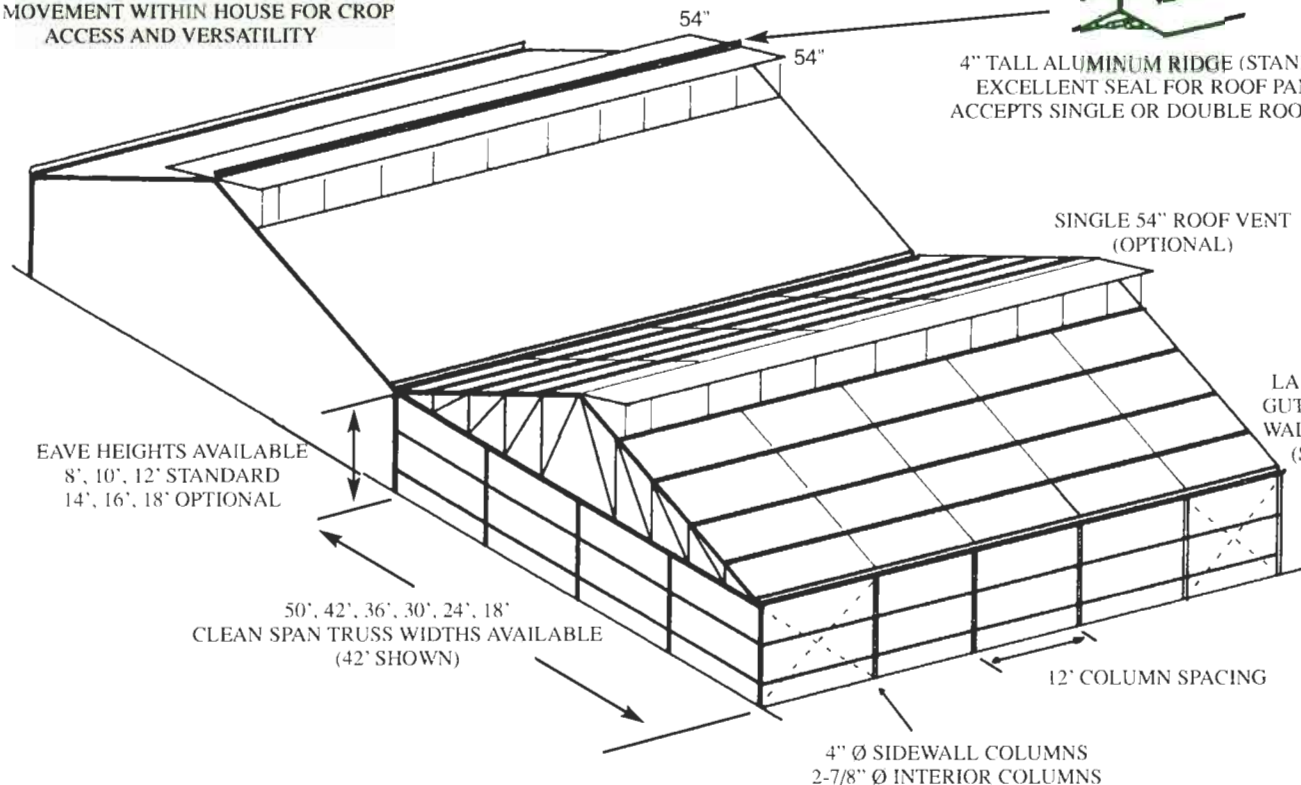 MOVEMENT WITHIN HOUSE FOR CROP
ACCESS AND VERSATILITY
54"
54"
4” TALL ALUMINUM RIDGE (STAN
EXCELLENT SEAL FOR ROOF PA
ACCEPTS SINGLE OR DOUBLE ROO
SINGLE 54” ROOF VENT
(OPTIONAL)
LA
GUT
WAL
(S
EAVE HEIGHTS AVAILABLE
8’, 10’, 12’ STANDARD
14’, 16’, 18’ OPTIONAL
50’, 42’, 36’, 30’, 24’, 18’
CLEAN SPAN TRUSS WIDTHS AVAILABLE
(42’ SHOWN)
12’ COLUMN SPACING
4” Ø SIDEWALL COLUMNS
2-7/8” Ø INTERIOR COLUMNS